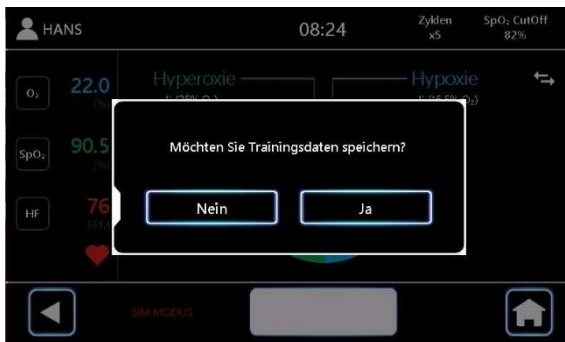 HANS
08:24
Zyklen
x5
SpO₂ CutOff
82%
O₂
22.0
(%)
Hyperoxie
Hypoxie
SpO₂
90.5
(%)
HF
76
BPM
Möchten Sie Trainingsdaten speichern?
Nein
Ja
SIM MODUS